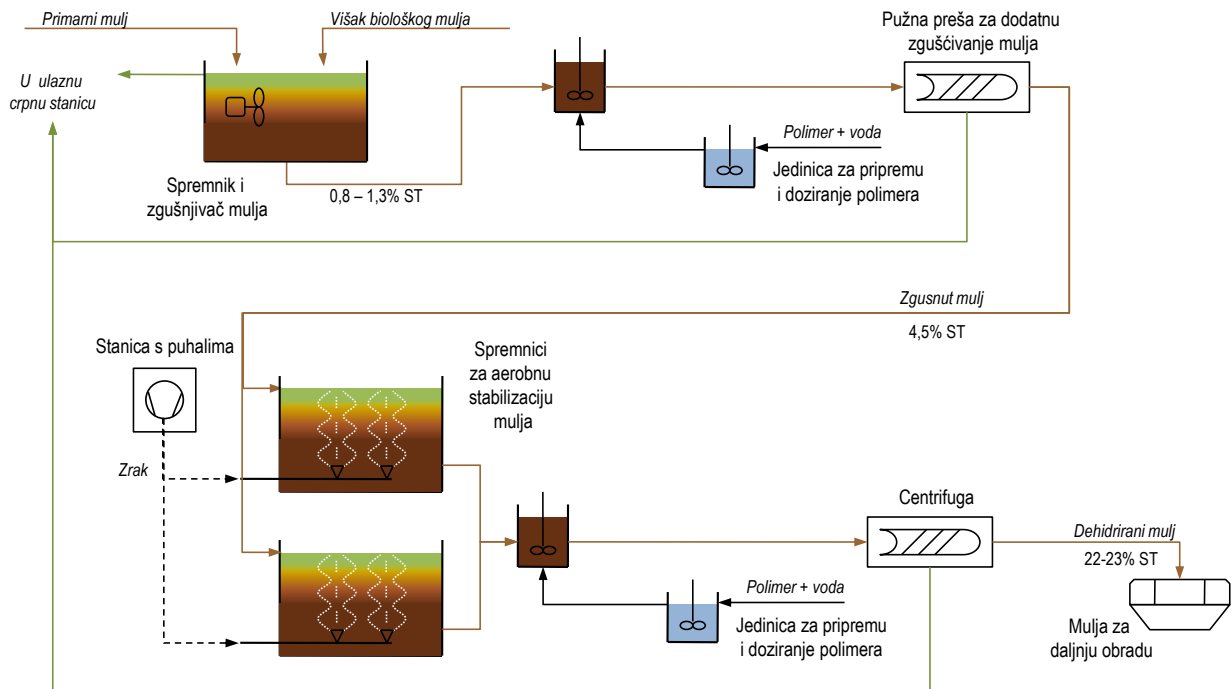 Primarni mulj
Višak biološkog mulja
Pužna preša za dodatnu
zgušćivanje mulja
U ulaznu
crpnu stanicu
Polimer + voda
Jedinica za pripremu
i doziranje polimera
Spremnik i
zgušnjivač mulja
0,8 – 1,3% ST
Zgusnut mulj
4,5% ST
Stanica s puhalima
Spremnici
za aerobnu
stabilizaciju
mulja
Zrak
Centrifuga
Dehidrirani mulj
22-23% ST
Polimer + voda
Jedinica za pripremu
i doziranje polimera
Mulja za
daljnju obradu